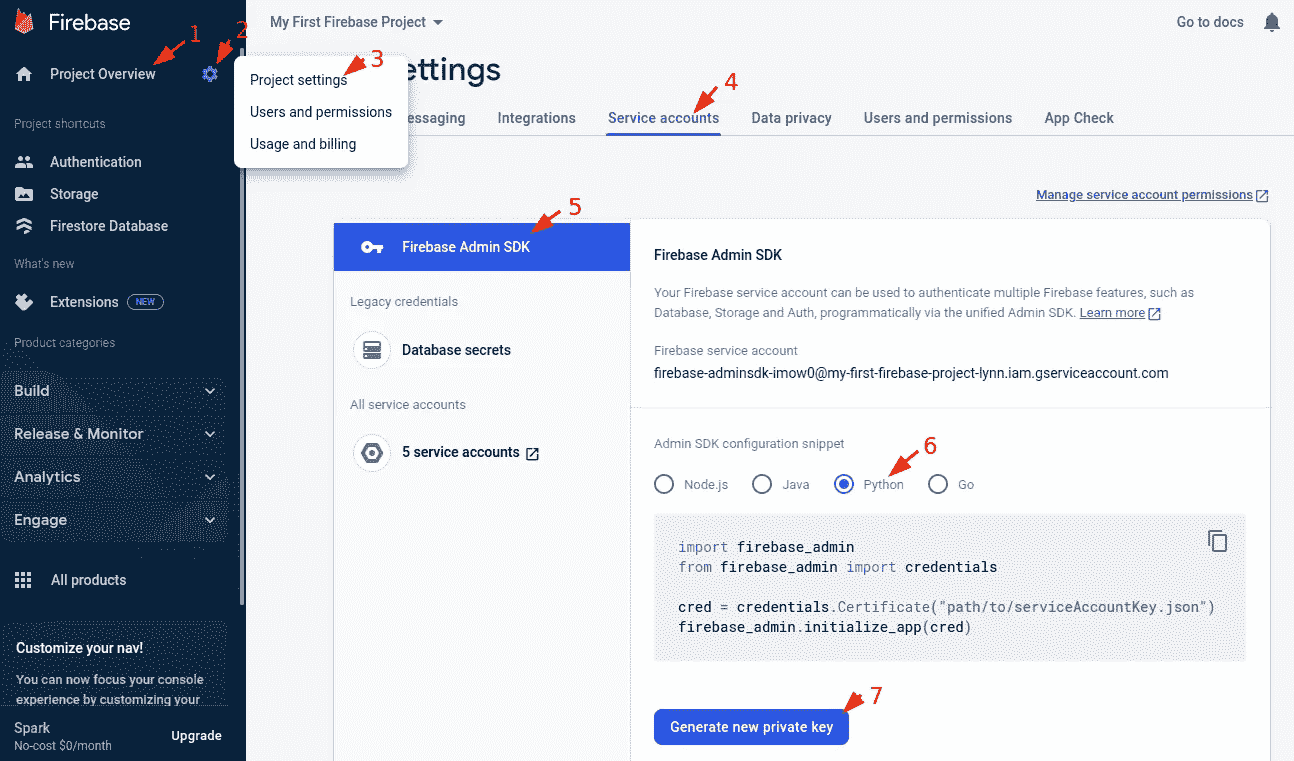 Firebase
My First Firebase Project
Go to docs
1
2
Project Overview
3
Project settings
Users and permissions
Usage and billing
ettings
4
essaging
Integrations
Service accounts
Data privacy
Users and permissions
App Check
Project shortcuts
Authentication
Storage
Firestore Database
What's new
Extensions
NEW
Product categories
Build
Release & Monitor
Analytics
Engage
All products
Customize your nav!
You can now focus your console
experience by customizing your
Spark
No-cost $0/month
Upgrade
Manage service account permissions
5
Firebase Admin SDK
Legacy credentials
Database secrets
All service accounts
5 service accounts
Firebase Admin SDK
Your Firebase service account can be used to authenticate multiple Firebase features, such as
Database, Storage and Auth, programmatically via the unified Admin SDK. Learn more
Firebase service account
firebase-adminsdk-imow0@my-first-firebase-project-lynn.iam.gserviceaccount.com
Admin SDK configuration snippet
6
Node.js
Java
Python
Go
import firebase_admin
from firebase_admin import credentials
cred = credentials.Certificate("path/to/serviceAccountKey.json")
firebase_admin.initialize_app(cred)
7
Generate new private key